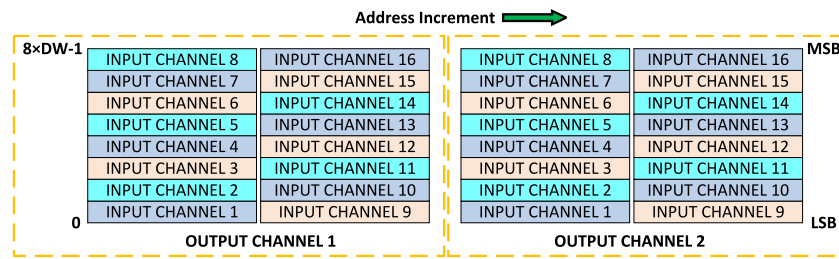 Address Increment
8×DW-1
MSB
INPUT CHANNEL 8
INPUT CHANNEL 7
INPUT CHANNEL 6
INPUT CHANNEL 5
INPUT CHANNEL 4
INPUT CHANNEL 3
INPUT CHANNEL 2
INPUT CHANNEL 1
INPUT CHANNEL 16
INPUT CHANNEL 15
INPUT CHANNEL 14
INPUT CHANNEL 13
INPUT CHANNEL 12
INPUT CHANNEL 11
INPUT CHANNEL 10
INPUT CHANNEL 9
INPUT CHANNEL 8
INPUT CHANNEL 7
INPUT CHANNEL 6
INPUT CHANNEL 5
INPUT CHANNEL 4
INPUT CHANNEL 3
INPUT CHANNEL 2
INPUT CHANNEL 1
INPUT CHANNEL 16
INPUT CHANNEL 15
INPUT CHANNEL 14
INPUT CHANNEL 13
INPUT CHANNEL 12
INPUT CHANNEL 11
INPUT CHANNEL 10
INPUT CHANNEL 9
0
LSB
OUTPUT CHANNEL 1
OUTPUT CHANNEL 2